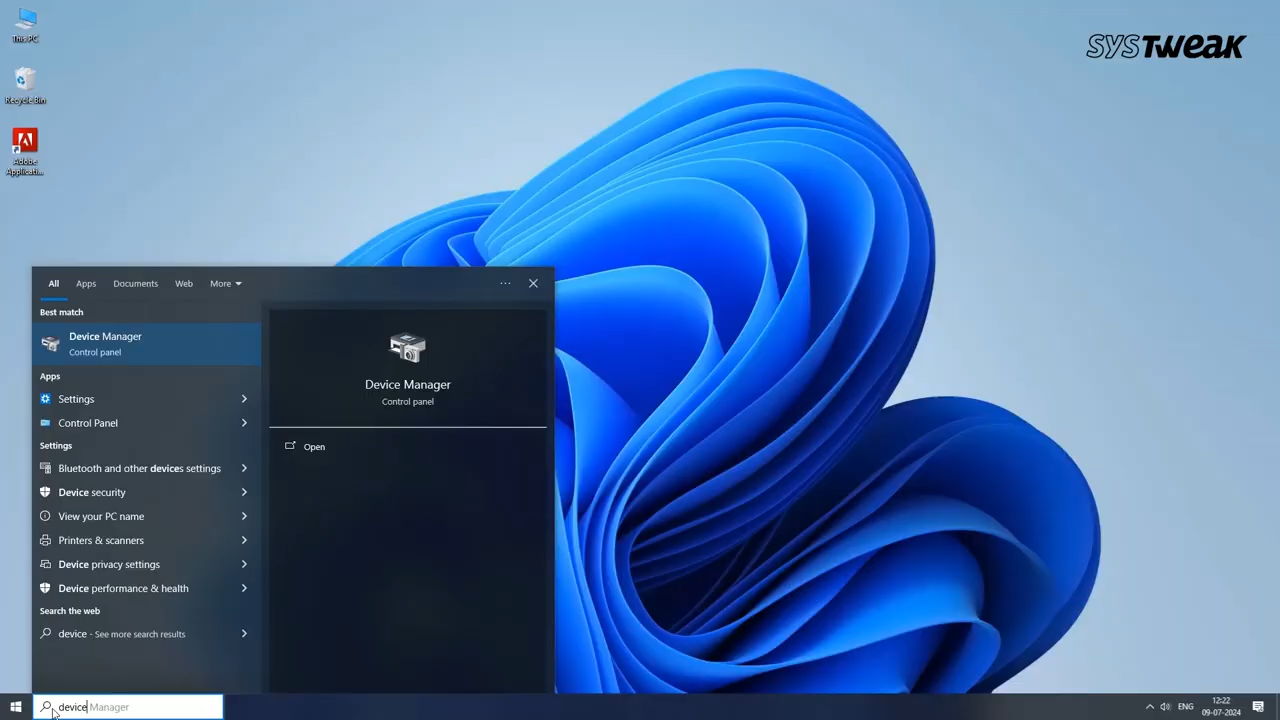 This PC
Recycle Bin
Adobe
Applicati...
SYSTWEAK
All Apps Documents Web More
Best match
Device Manager
Control panel
Apps
Settings
Control Panel
Settings
Bluetooth and other devices settings
Device security
View your PC name
Printers & scanners
Device privacy settings
Device performance & health
Search the web
device - See more search results
Device Manager
Control panel
Open
device Manager
ENG
12:22
09-07-2024